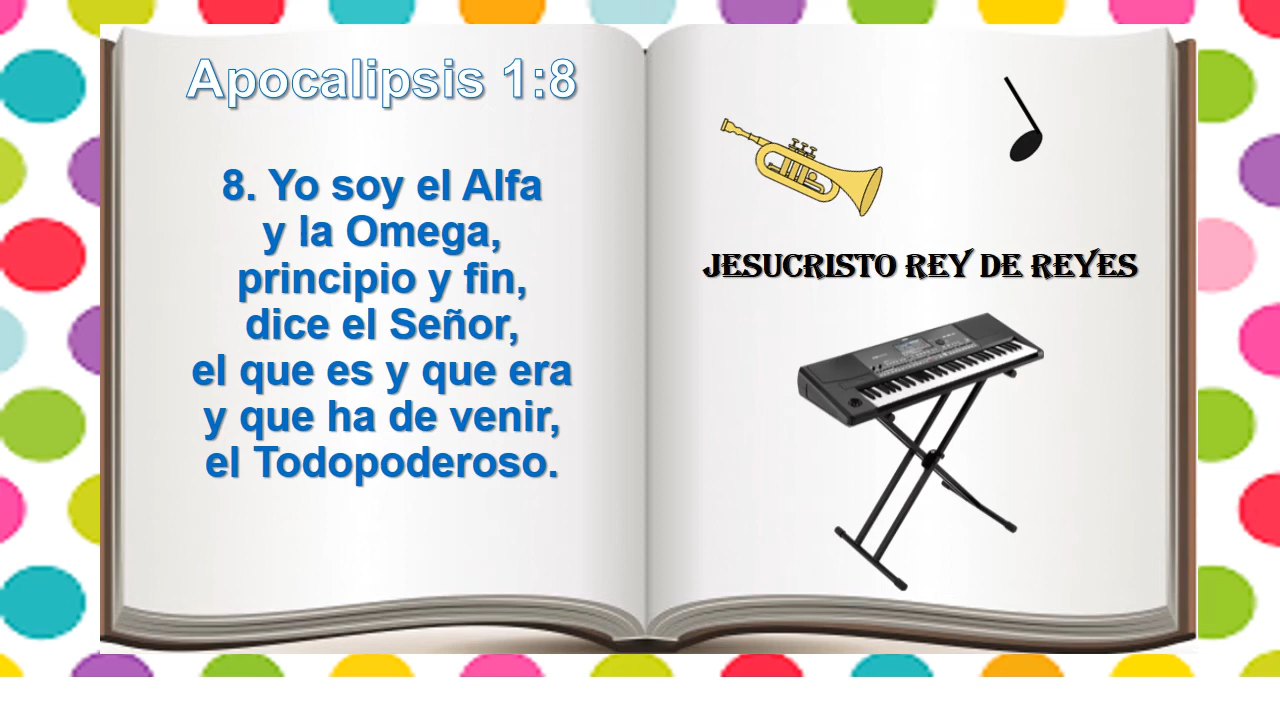 Apocalipsis 1:8
8. Yo soy el Alfa
y la Omega,
principio y fin,
dice el Señor,
el que es y que era
y que ha de venir,
el Todopoderoso.
JESUCRISTO REY DE REYES